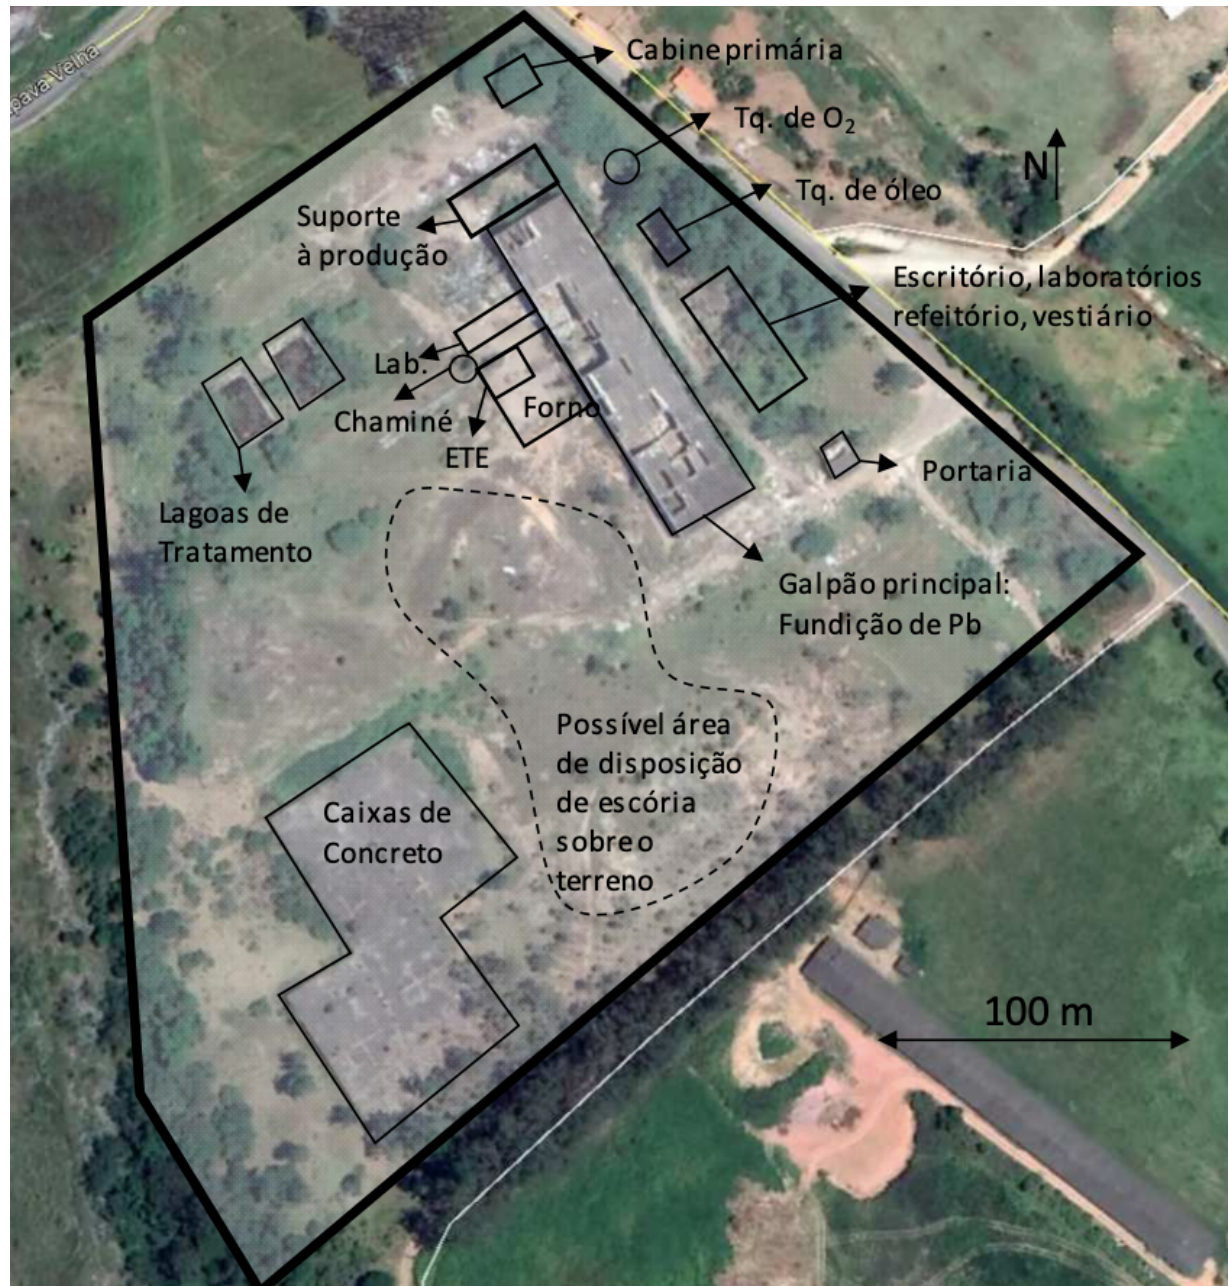 pava Velha
Cabine primária
Tq. de O₂
N
Tq. de óleo
Suporte
à produção
Escritório, laboratórios
refeitório, vestiário
Lab.
Chaminé
Forno
ETE
Portaria
Lagoas de
Tratamento
Galpão principal:
Fundição de Pb
Possível área
de disposição
de escória
sobre o
terreno
Caixas de
Concreto
100 m